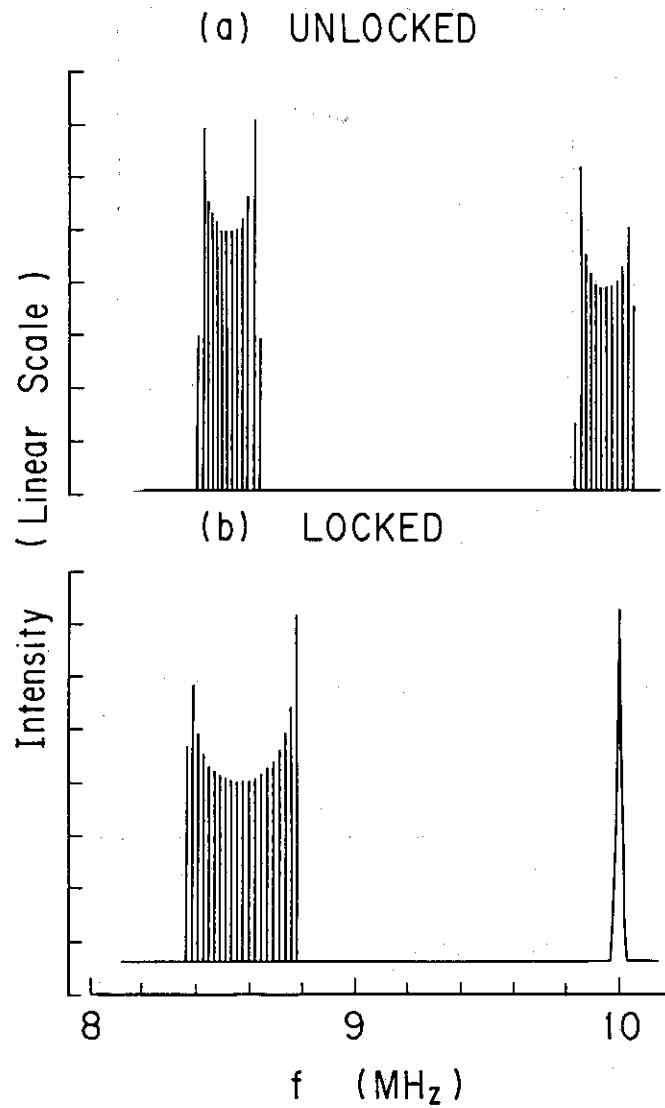 (a) UNLOCKED
(b) LOCKED
Intensity (Linear Scale)
8 9 10
f (MHz)